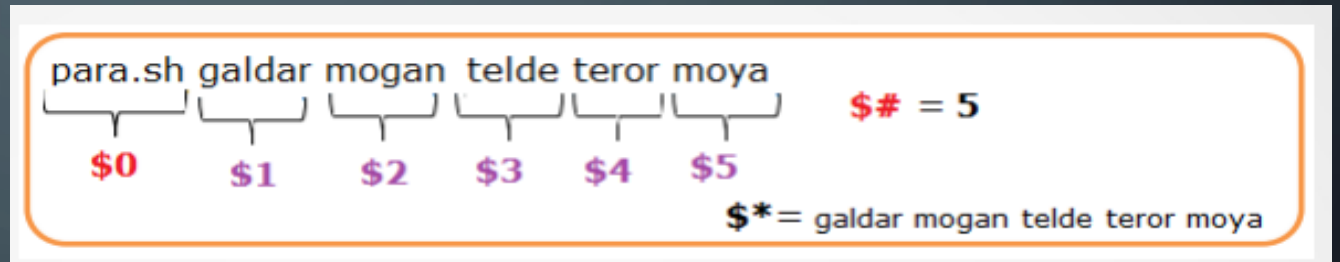 para.sh galdar mogan telde teror moya
$# = 5
$0 $1 $2 $3 $4 $5
$*= galdar mogan telde teror moya